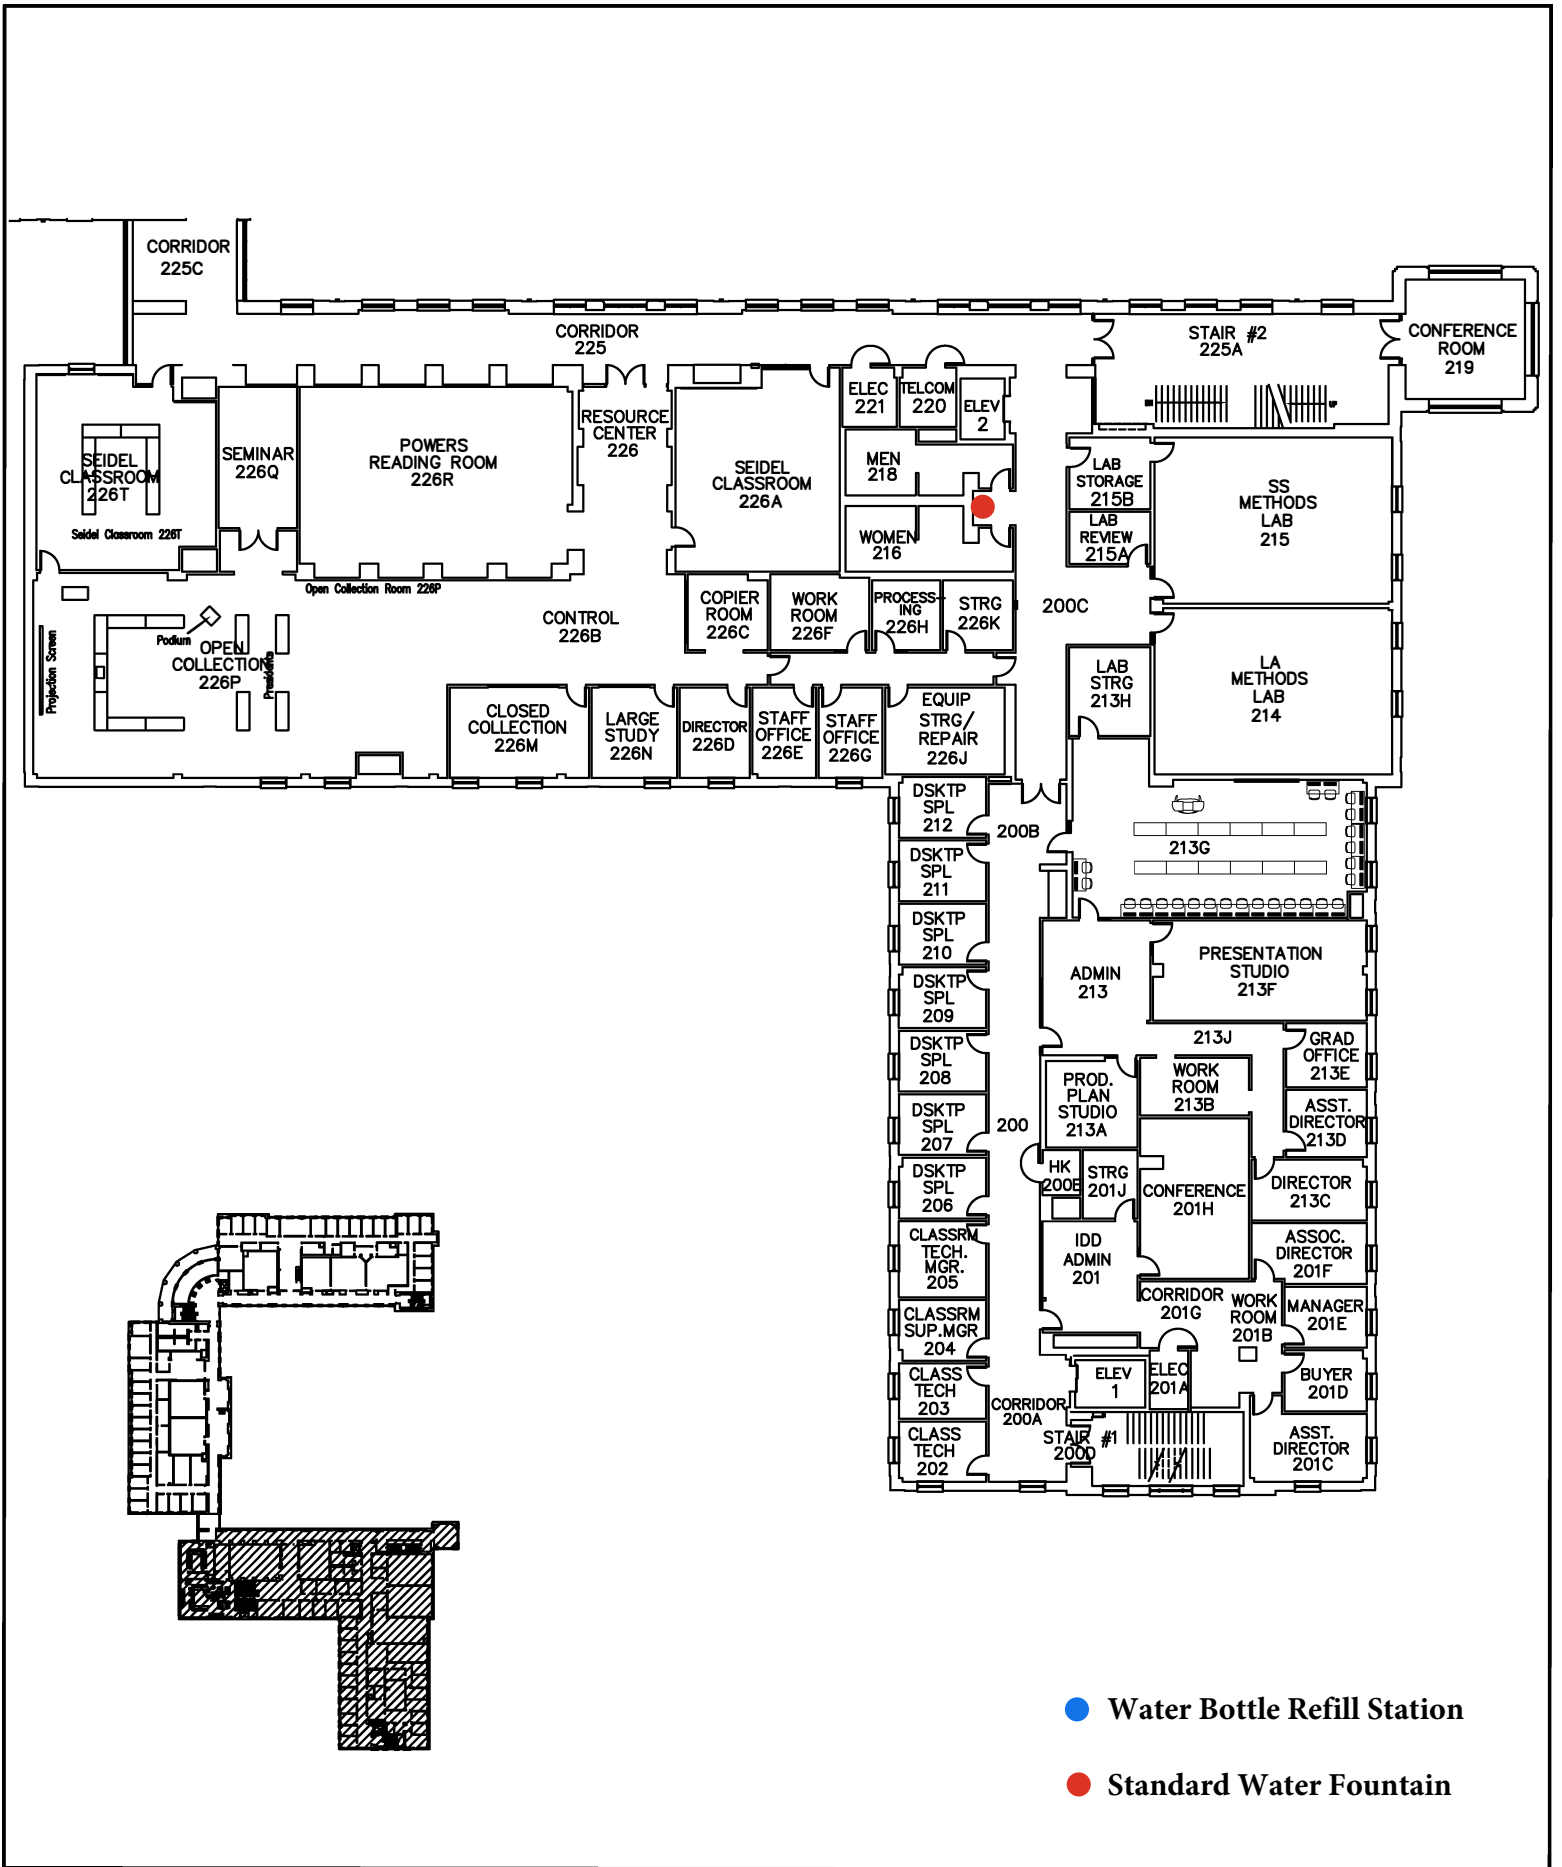 CORRIDOR
225C
CORRIDOR
225
STAIR #2
225A
CONFERENCE
ROOM
219
ELEC
221
TELCOM
220
ELEV
2
RESOURCE
CENTER
226
POWERS
READING ROOM
226R
SEMINAR
226Q
SEIDEL
CLASSROOM
226T
Seidel Classroom 226T
SEIDEL
CLASSROOM
226A
MEN
218
WOMEN
216
LAB
STORAGE
215B
LAB
REVIEW
215A
SS
METHODS
LAB
215
Open Collection Room 226P
CONTROL
226B
COPIER
ROOM
226C
WORK
ROOM
226F
PROCESS-
ING
226H
STRG
226K
200C
Podium
OPEN
COLLECTION
226P
Projection Screen
Presidents
LAB
STRG
213H
LA
METHODS
LAB
214
CLOSED
COLLECTION
226M
LARGE
STUDY
226N
DIRECTOR
226D
STAFF
OFFICE
226E
STAFF
OFFICE
226G
EQUIP
STRG/
REPAIR
226J
DSKTP
SPL
212
200B
213G
DSKTP
SPL
211
DSKTP
SPL
210
ADMIN
213
PRESENTATION
STUDIO
213F
DSKTP
SPL
209
213J
GRAD
OFFICE
213E
DSKTP
SPL
208
PROD.
PLAN
STUDIO
213A
WORK
ROOM
213B
ASST.
DIRECTOR
213D
DSKTP
SPL
207
200
HK
200E
STRG
201J
CONFERENCE
201H
DIRECTOR
213C
DSKTP
SPL
206
CLASSRM
TECH.
MGR.
205
IDD
ADMIN
201
ASSOC.
DIRECTOR
201F
CORRIDOR
201G
WORK
ROOM
201B
MANAGER
201E
CLASSRM
SUP.MGR
204
CLASS
TECH
203
ELEV
1
ELEC
201A
BUYER
201D
CORRIDOR
200A
STAIR #1
200D
CLASS
TECH
202
ASST.
DIRECTOR
201C
Water Bottle Refill Station
Standard Water Fountain